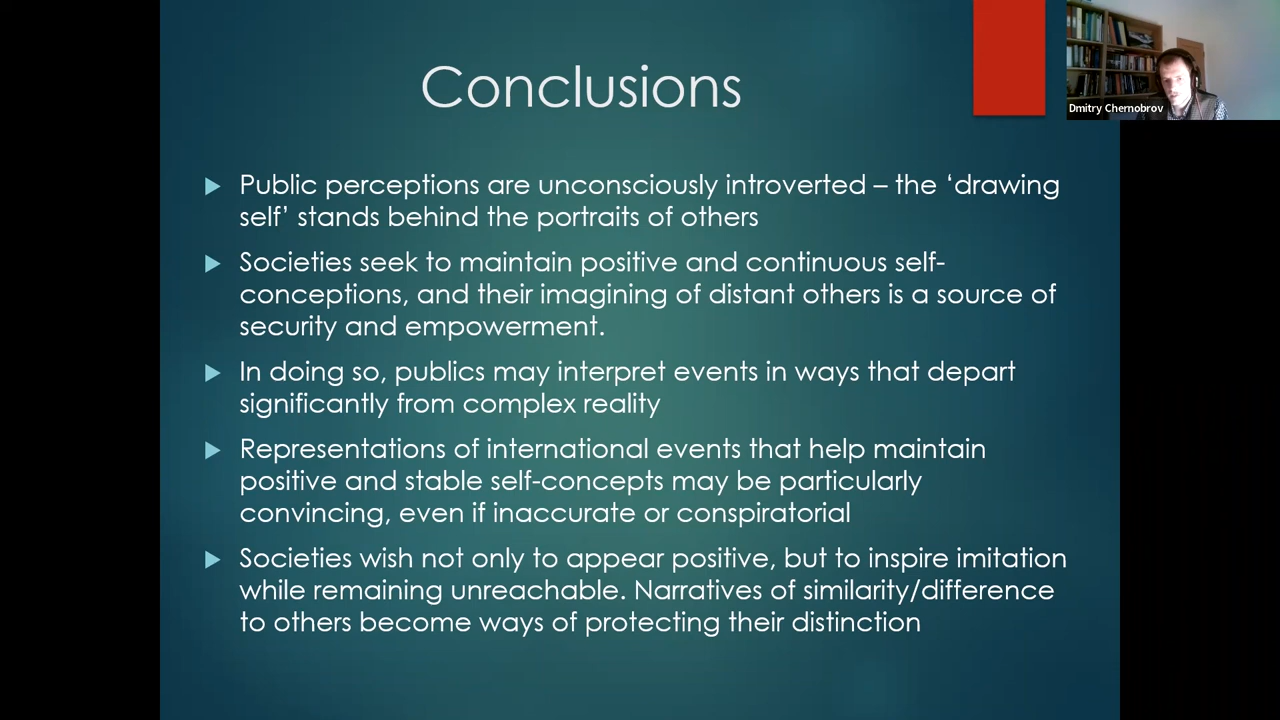 Conclusions
Dmitry Chernobrov
Public perceptions are unconsciously introverted – the ‘drawing
self’ stands behind the portraits of others
Societies seek to maintain positive and continuous self-
conceptions, and their imagining of distant others is a source of
security and empowerment.
In doing so, publics may interpret events in ways that depart
significantly from complex reality
Representations of international events that help maintain
positive and stable self-concepts may be particularly
convincing, even if inaccurate or conspiratorial
Societies wish not only to appear positive, but to inspire imitation
while remaining unreachable. Narratives of similarity/difference
to others become ways of protecting their distinction